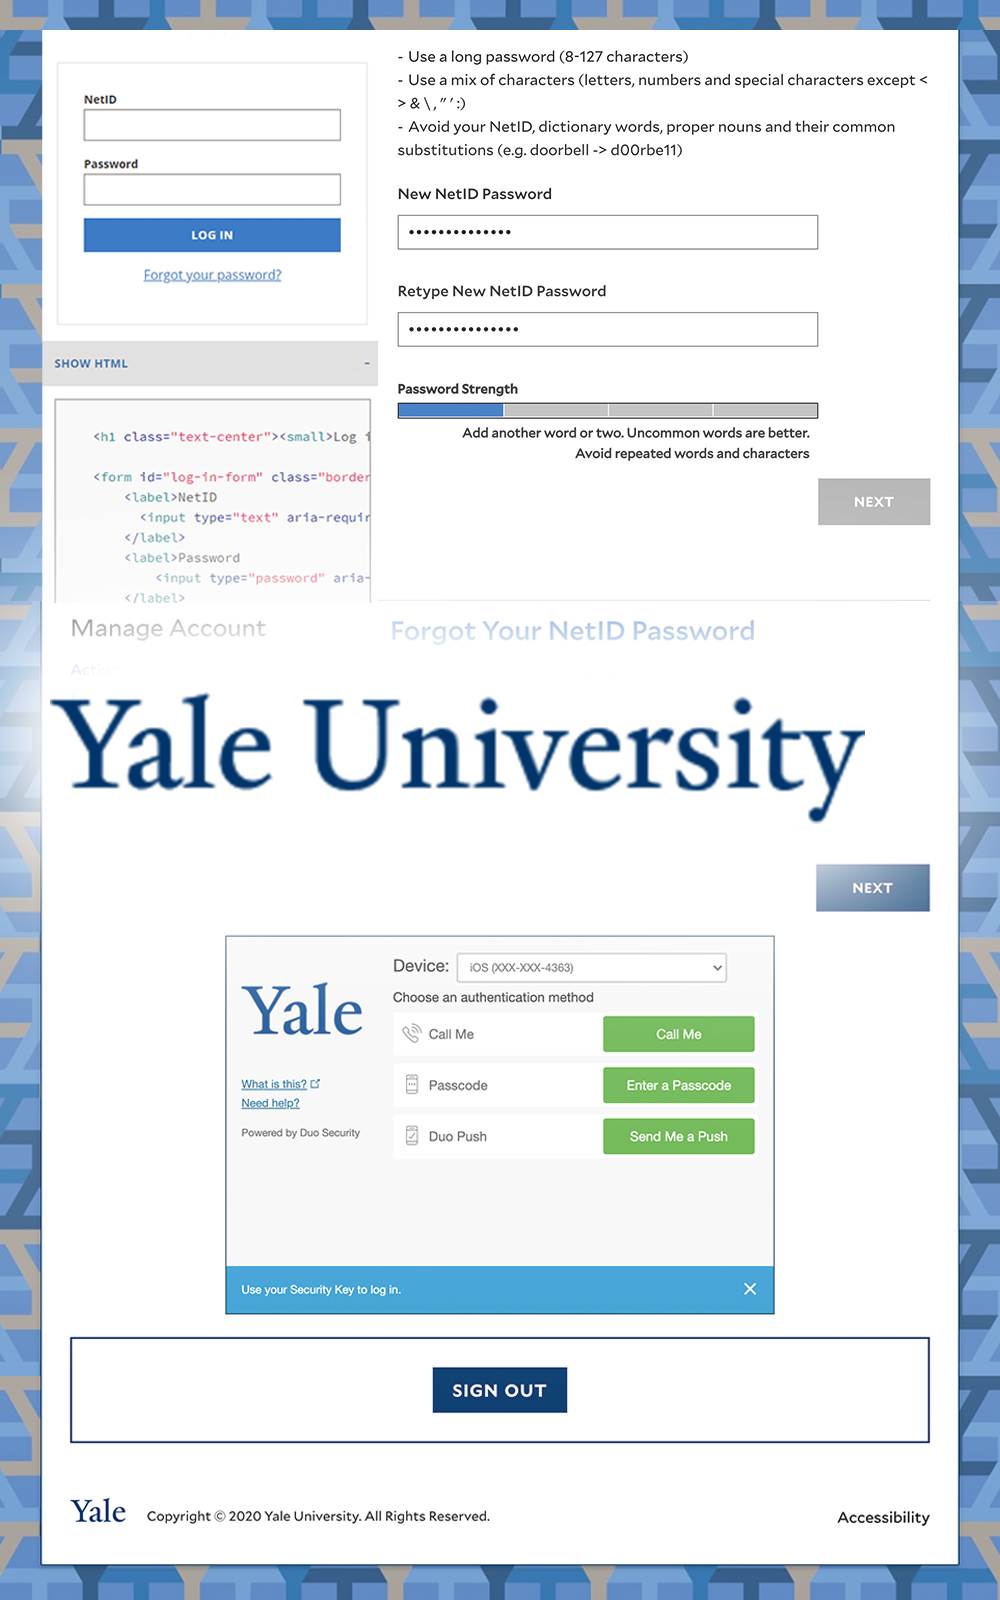 NetID
Password
LOG IN
Forgot your password?
SHOW HTML
-
<h1 class="text-center"><small>Log
<form id="log-in-form" class="border
<label>NetID
<input type="text" aria-requir
</label>
<label>Password
<input type="password" aria-
</label>
- Use a long password (8-127 characters)
- Use a mix of characters (letters, numbers and special characters except <
> & \ , " ' :)
- Avoid your NetID, dictionary words, proper nouns and their common
substitutions (e.g. doorbell -> d00rbe11)
New NetID Password
••••••••••••••
Retype New NetID Password
•••••••••••••••
Password Strength
Add another word or two. Uncommon words are better.
Avoid repeated words and characters
NEXT
Manage Account
Forgot Your NetID Password
Yale University
NEXT
Yale
What is this?
Need help?
Powered by Duo Security
Device: iOS (XXX-XXX-4363)
Choose an authentication method
Call Me Call Me
Passcode Enter a Passcode
Duo Push Send Me a Push
Use your Security Key to log in. ×
SIGN OUT
Yale Copyright © 2020 Yale University. All Rights Reserved. Accessibility